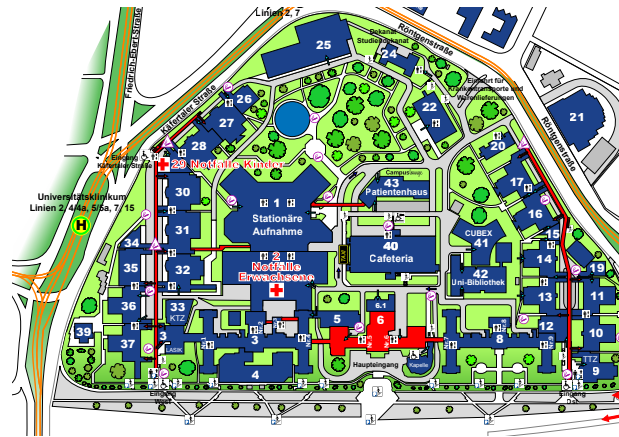 Linien 2, 7
Friedrich-Ebert-Straße
Röntgenstraße
25
Dekanat
Studiendekanat
24
Einfahrt für
Krankentransporte und
Warenlieferungen
26
Käfertaler Straße
27
22
21
Röntgenstraße
28
20
Eingang
Käfertaler Straße
29 Notfälle Kinder
Campus
43
Patientenhaus
17
30
Universitätsklinikum
Linien 2, 4/4a, 5/5a, 7, 15
H
1
Stationäre
Aufnahme
16
31
CUBEX
41
15
34
40
Cafeteria
14
2
Notfälle
Erwachsene
35
32
19
42
Uni-Bibliothek
13
11
36
33
KTZ
6.1
5
6
39
37
3
3
8
12
10
LASIK
TTZ
4
Haupteingang
Kapelle
9
Eingang
West
Eingang
Ost